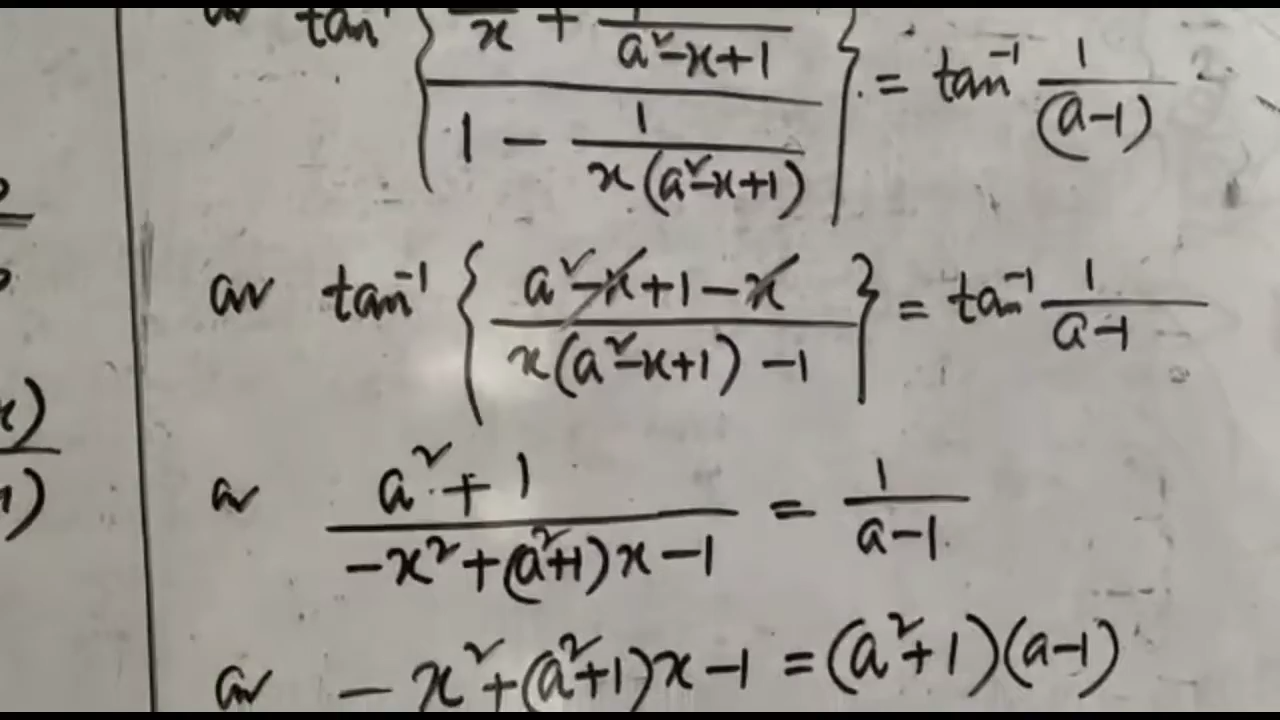 or tan⁻¹ { (1/x + 1/(a²-x+1)) / (1 - 1/(x(a²-x+1))) } = tan⁻¹ 1/(a-1)
or tan⁻¹ { (a²-x+1-x) / (x(a²-x+1) -1) } = tan⁻¹ 1/(a-1)
or (a²+1) / (-x²+(a²+1)x-1) = 1/(a-1)
or -x²+(a²+1)x-1 = (a²+1)(a-1)